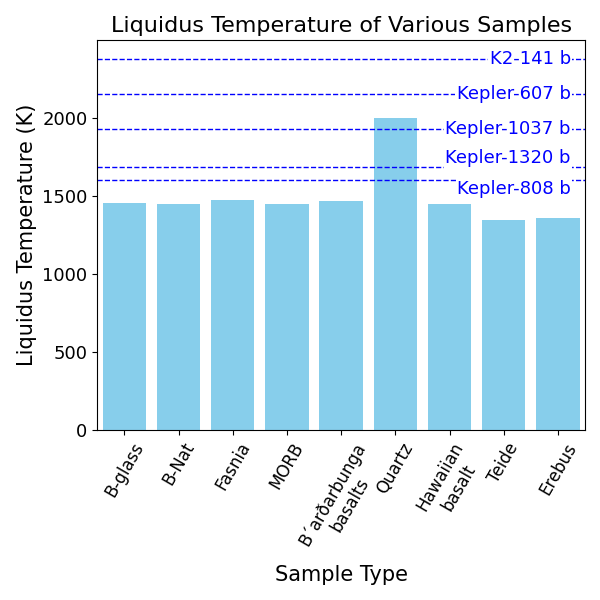 Liquidus Temperature of Various Samples
K2-141 b
Kepler-607 b
Kepler-1037 b
Kepler-1320 b
Kepler-808 b
Liquidus Temperature (K)
2000
1500
1000
500
0
B-glass
B-Nat
Fasnia
MORB
B´arðarbunga
basalts
Quartz
Hawaiian
basalt
Teide
Erebus
Sample Type